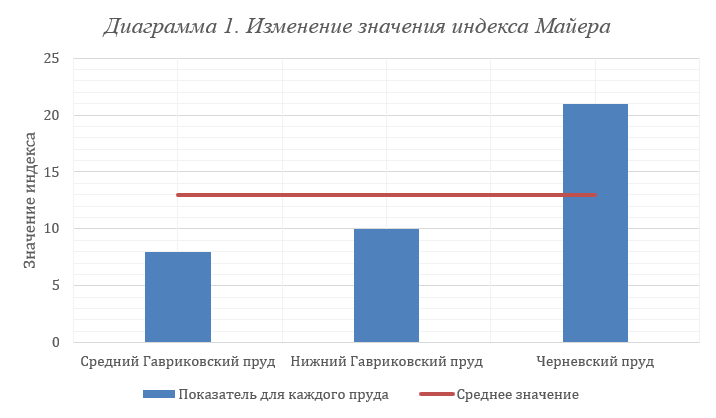 Диаграмма 1. Изменение значения индекса Майера
25
20
15
10
5
0
Значение индекса
Средний Гавриковский пруд Нижний Гавриковский пруд Черневский пруд
Показатель для каждого пруда Среднее значение